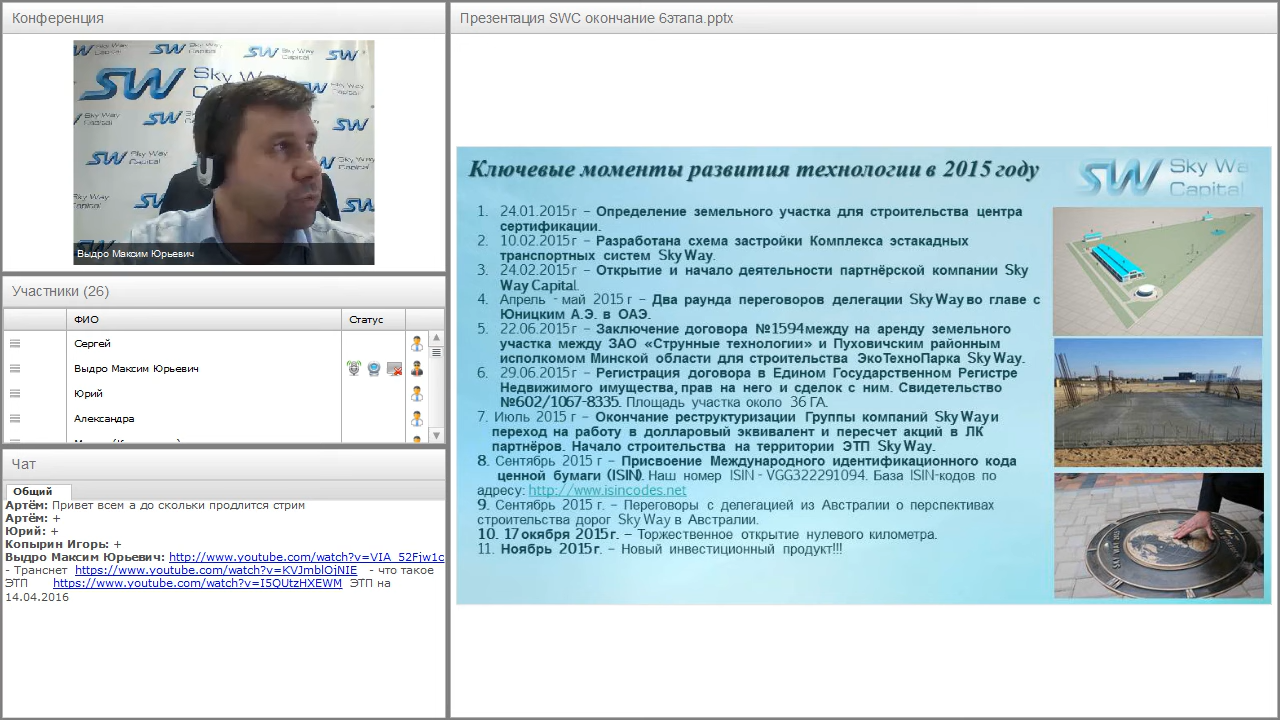 Конференция
Sky Way
Capital
Выдро Максим Юрьевич
Участники (26)
ФИО
Статус
Сергей
Выдро Максим Юрьевич
Юрий
Александра
Чат
Общий
Артём: Привет всем а до скольки продлится стрим
Артём: +
Юрий: +
Копырин Игорь: +
Выдро Максим Юрьевич: http://www.youtube.com/watch?v=VIA_52Fjw1c
- Транснет https://www.youtube.com/watch?v=KVJmblOjNIE - что такое
ЭТП https://www.youtube.com/watch?v=I5QUtzHXEWM ЭТП на
14.04.2016
Презентация SWC окончание 6этапа.pptx
Ключевые моменты развития технологии в 2015 году
SW Sky Way
Capital
1. 24.01.2015г – Определение земельного участка для строительства центра
сертификации.
2. 10.02.2015г – Разработана схема застройки Комплекса эстакадных
транспортных систем Sky Way.
3. 24.02.2015г – Открытие и начало деятельности партнёрской компании Sky
Way Capital.
4. Апрель - май 2015 г – Два раунда переговоров делегации Sky Way во главе с
Юницким А.Э. в ОАЭ.
5. 22.06.2015г – Заключение договора №1594между на аренду земельного
участка между ЗАО «Струнные технологии» и Пуховичским районным
исполкомом Минской области для строительства ЭкоТехноПарка Sky Way.
6. 29.06.2015г – Регистрация договора в Едином Государственном Регистре
Недвижимого имущества, прав на него и сделок с ним. Свидетельство
№602/1067-8335. Площадь участка около 36 ГА.
7. Июль 2015 г – Окончание реструктуризации Группы компаний Sky Way и
переход на работу в долларовый эквивалент и пересчет акций в ЛК
партнёров. Начало строительства на территории ЭТП Sky Way.
8. Сентябрь 2015 г – Присвоение Международного идентификационного кода
ценной бумаги (ISIN). Наш номер ISIN - VGG322291094. База ISIN-кодов по
адресу: http://www.isincodes.net
9. Сентябрь 2015 г. – Переговоры с делегацией из Австралии о перспективах
строительства дорог Sky Way в Австралии.
10. 17 окября 2015г. – Торжественное открытие нулевого километра.
11. Ноябрь 2015г. – Новый инвестиционный продукт!!!